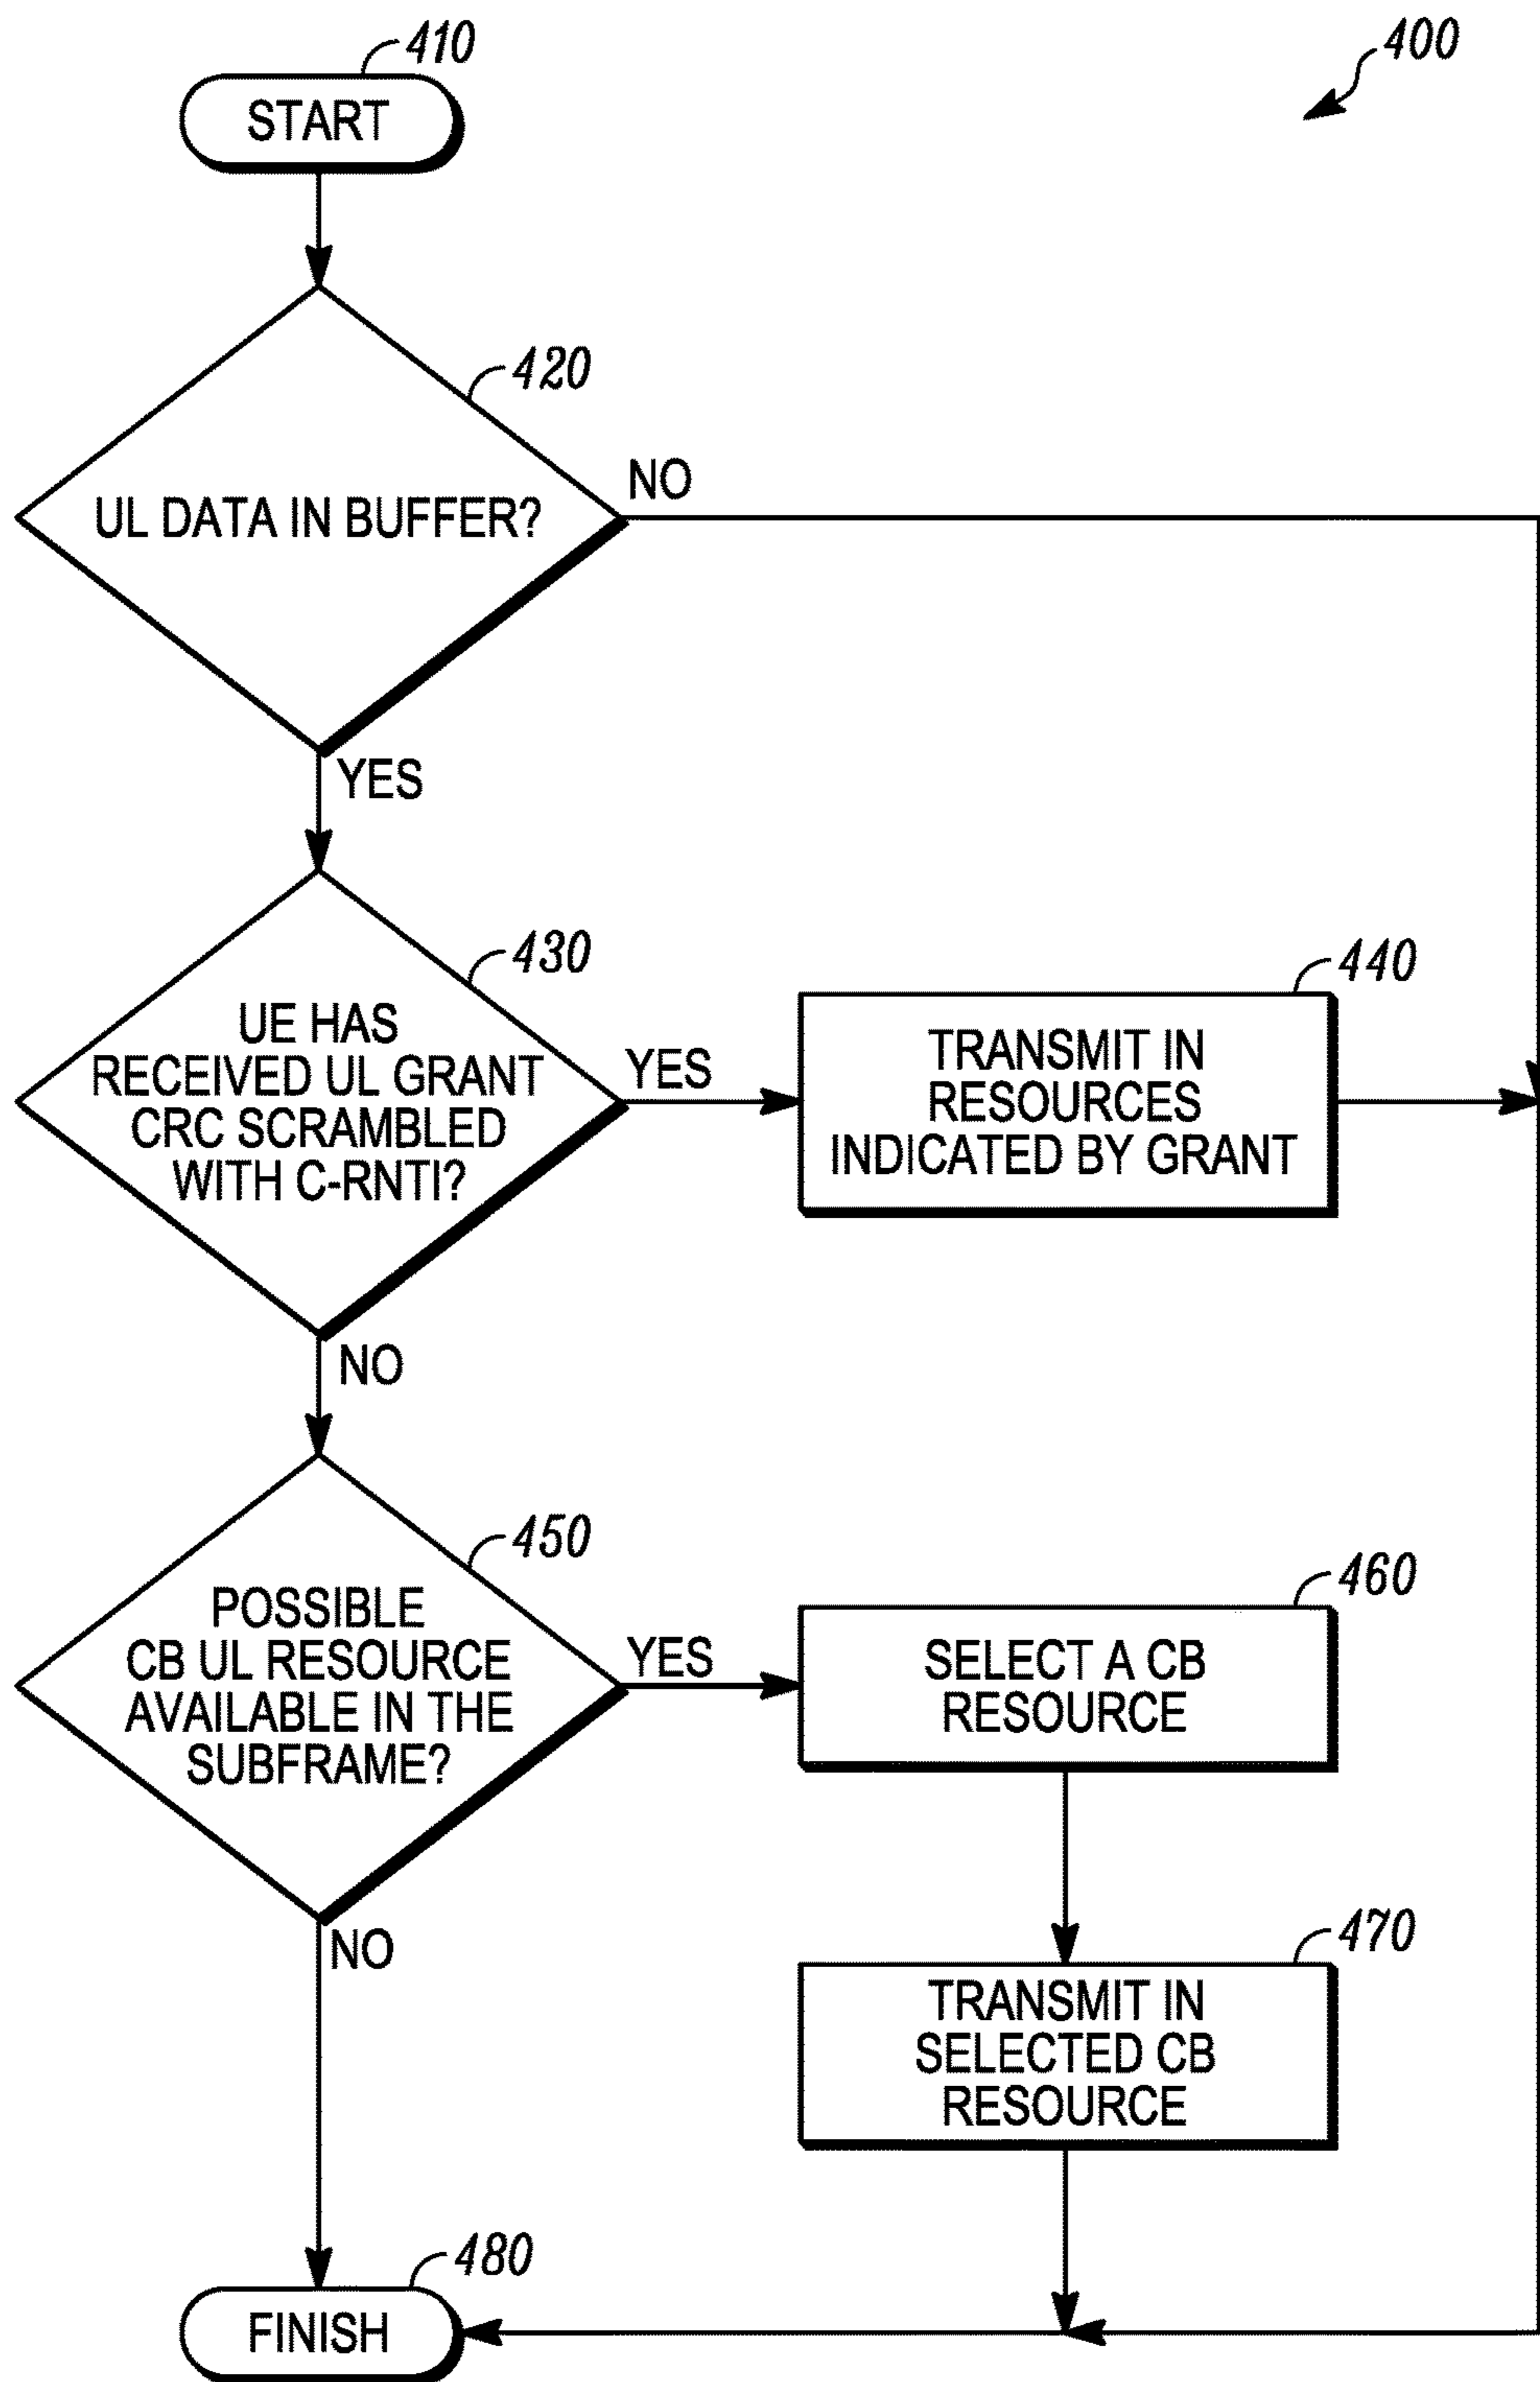 410
400
START
420
NO
UL DATA IN BUFFER?
YES
430
440
UE HAS
RECEIVED UL GRANT
CRC SCRAMBLED
WITH C-RNTI?
YES
TRANSMIT IN
RESOURCES
INDICATED BY GRANT
NO
450
460
POSSIBLE
CB UL RESOURCE
AVAILABLE IN THE
SUBFRAME?
YES
SELECT A CB
RESOURCE
NO
470
TRANSMIT IN
SELECTED CB
RESOURCE
480
FINISH